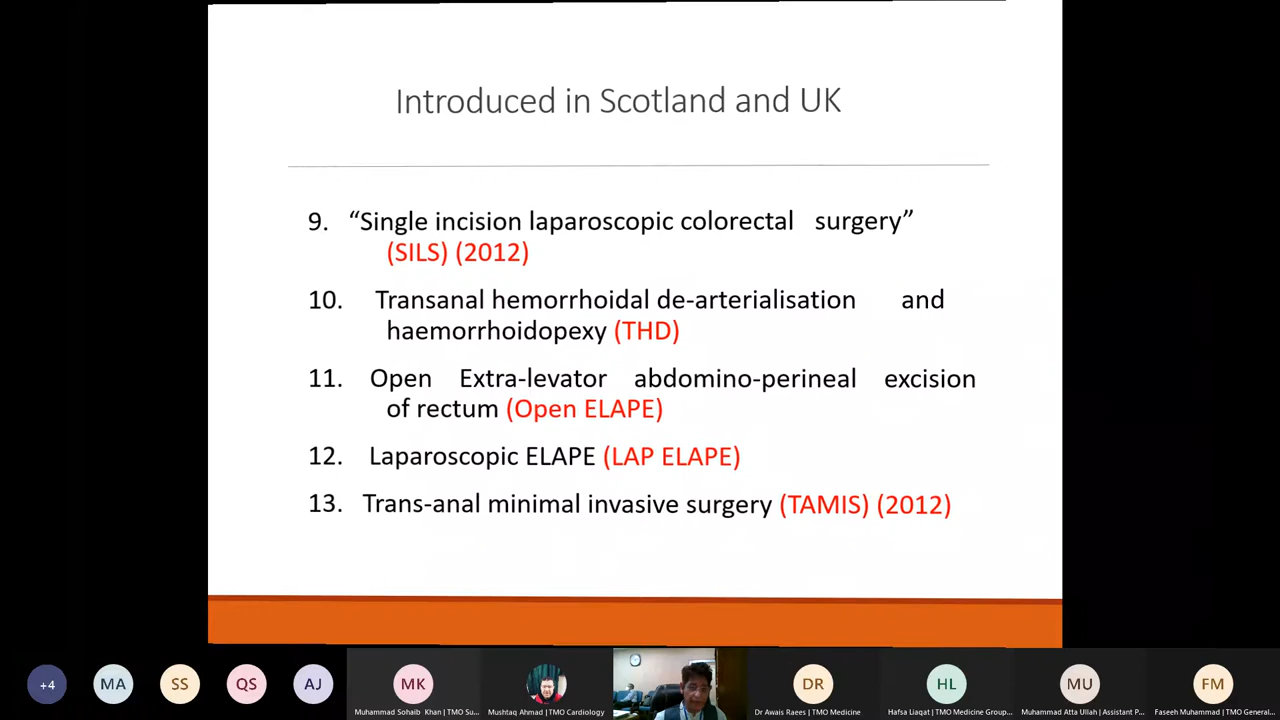 Introduced in Scotland and UK
9. “Single incision laparoscopic colorectal surgery”
(SILS) (2012)
10. Transanal hemorrhoidal de-arterialisation and
haemorrhoidopexy (THD)
11. Open Extra-levator abdomino-perineal excision
of rectum (Open ELAPE)
12. Laparoscopic ELAPE (LAP ELAPE)
13. Trans-anal minimal invasive surgery (TAMIS) (2012)
+4 MA SS QS AJ MK DR HL MU FM
Muhammad Sohaib Khan | TMO Su... Mushtaq Ahmad | TMO Cardiology Dr Awais Raees | TMO Medicine Hafsa Liaqat | TMO Medicine Group... Muhammad Atta Ullah | Assistant P... Faseeh Muhammad | TMO General...